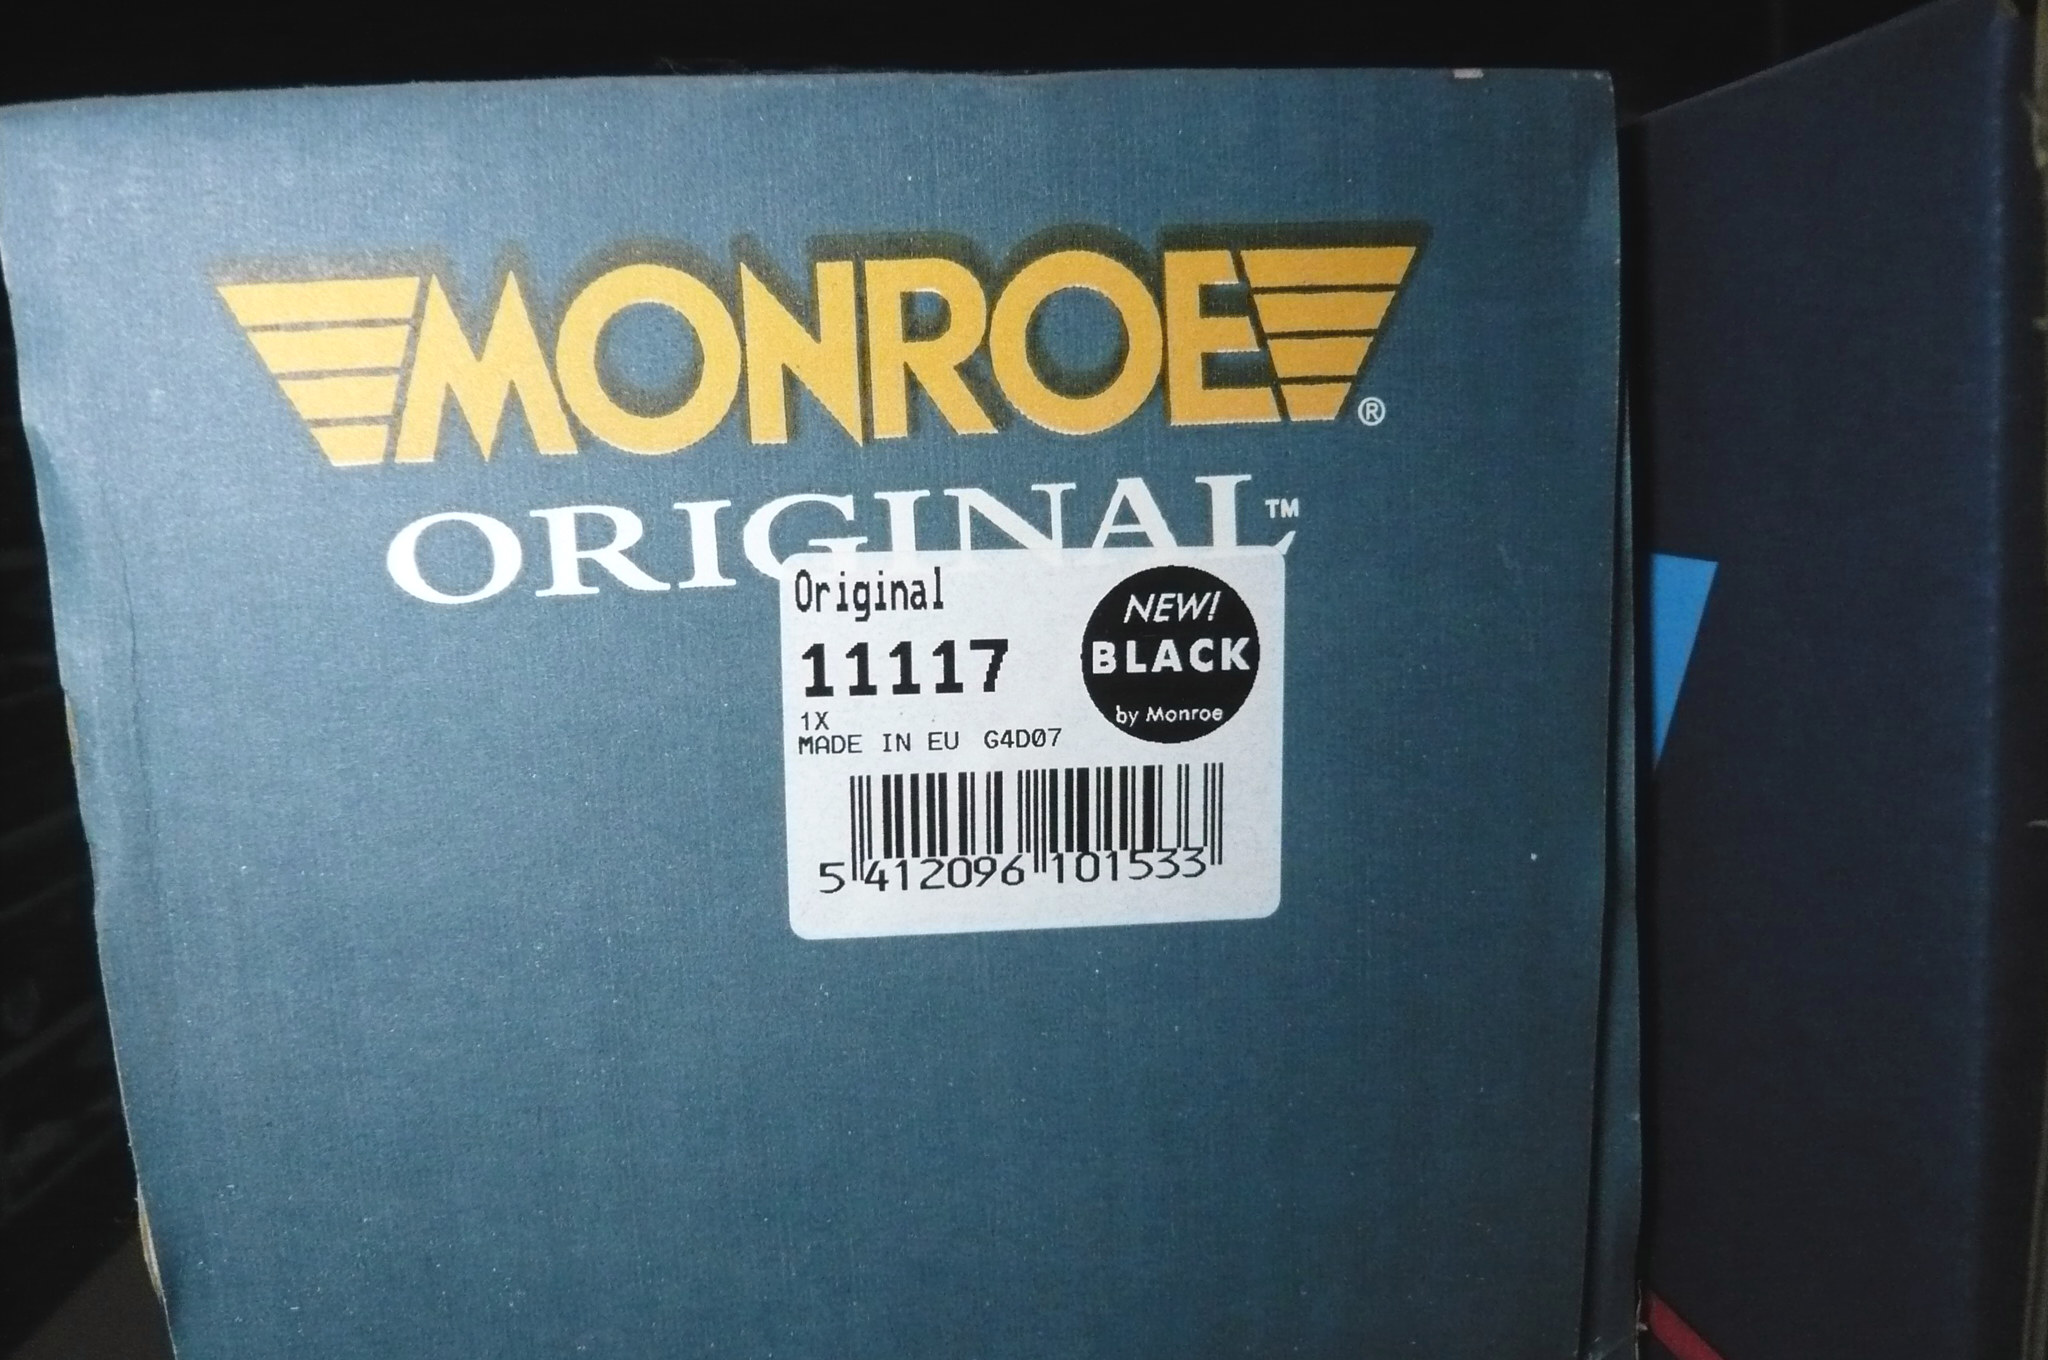 MONROE®
ORIGINAL™
Original
11117
NEW!
BLACK
by Monroe
1X
MADE IN EU G4D07
5 412096 101533